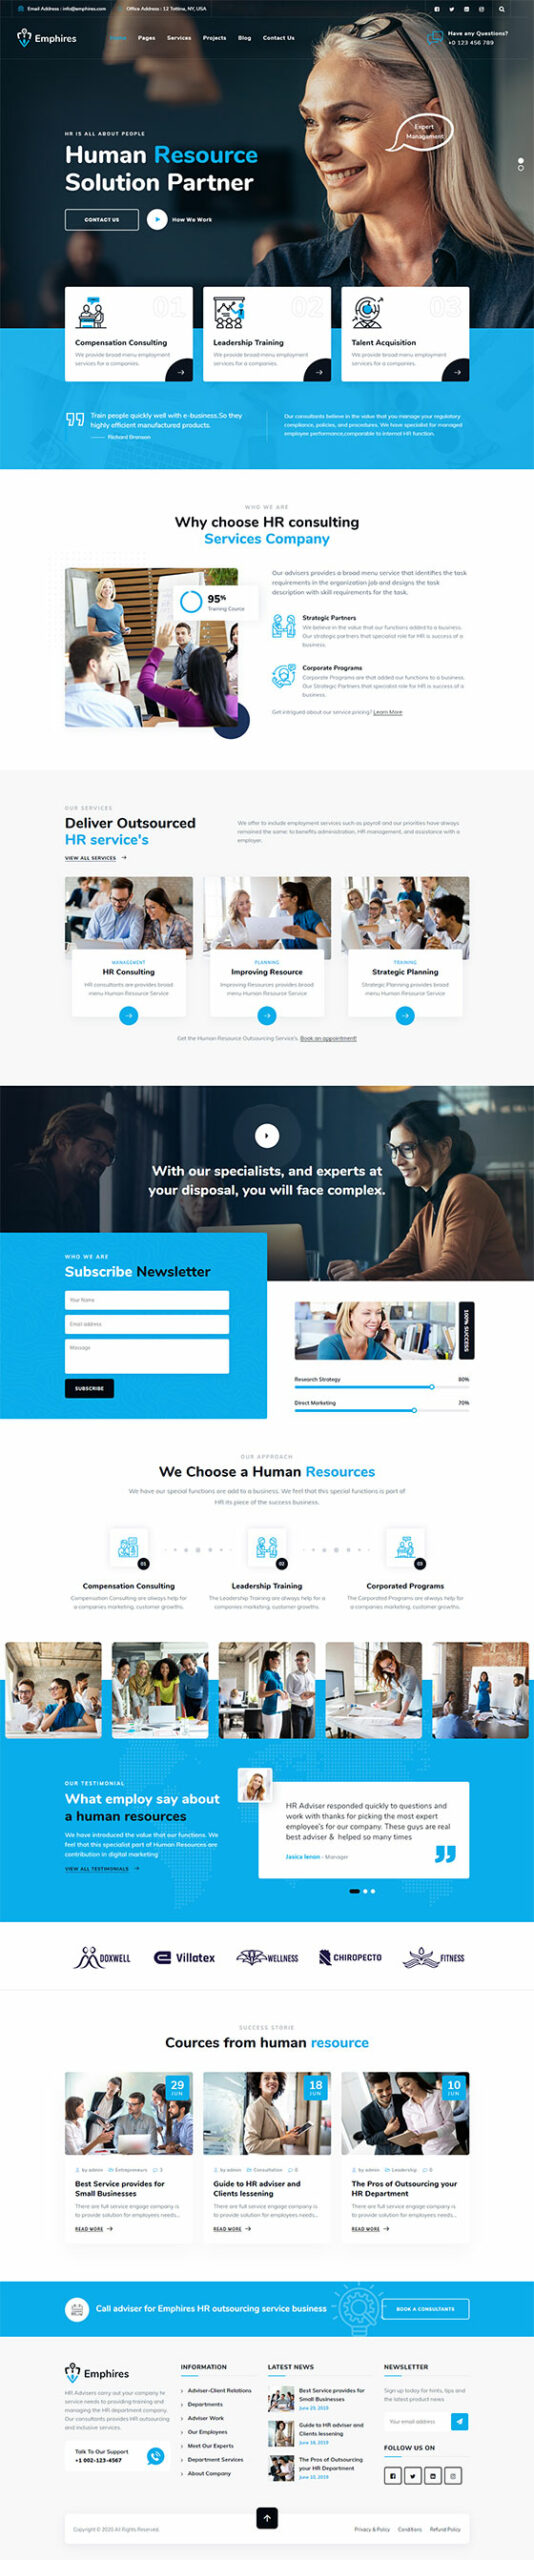 Email Address : info@emphires.com
Office Address : 12 Tottina, NY, USA
Emphires
Home
Pages
Services
Projects
Blog
Contact Us
Have any Questions?
+0 123 456 789
HR IS ALL ABOUT PEOPLE
Human Resource
Solution Partner
Expert
Management
CONTACT US
How We Work
01
Compensation Consulting
We provide broad menu employment
services for a companies.
02
Leadership Training
We provide broad menu employment
services for a companies.
03
Talent Acquisition
We provide broad menu employment
services for a companies.
Train people quickly well with e-business.So they
highly efficient manufactured products.
Richard Branson
Our consultants believe in the value that you manage your regulatory
compliance, policies, and procedures. We have specialist for managed
employee performance,comparable to internal HR function.
WHO WE ARE
Why choose HR consulting
Services Company
95%
Training Cource
Our advisers provides a broad menu service that identifies the task
requirements in the organization job and designs the task
description with skill requirements for the task.
Strategic Partners
We believe in the value that our functions added to a business.
Our strategic partners that specialist role for HR is success of a
business.
Corporate Programs
Corporate Programs are that added our functions to a business.
Our Strategic Partners that specialist role for HR is success of a
business.
Get intrigued about our service pricing? Learn More
OUR SERVICES
Deliver Outsourced
HR service's
VIEW ALL SERVICES
We offer to include employment services such as payroll and our priorities have always
remained the same: to benefits administration, HR management, and assistance with a
employer.
MANAGEMENT
HR Consulting
HR consultants are provides broad
menu Human Resource Service
PLANNING
Improving Resource
Improving Resources provides broad
menu Human Resource Service
TRAINING
Strategic Planning
Strategic Planning provides broad
menu Human Resource Service
Get the Human Resource Outsourcing Service's. Book an appointment!
With our specialists, and experts at
your disposal, you will face complex.
WHO WE ARE
Subscribe Newsletter
Your Name
Email address
Message
SUBSCRIBE
100% SUCCESS
Research Strategy 80%
Direct Marketing 70%
OUR APPROACH
We Choose a Human Resources
We have our special functions are add to a business. We feel that this special functions is part of
HR its piece of the success business.
01
Compensation Consulting
Compensation Consulting are always help for
a companies marketing, customer growths.
02
Leadership Training
The Leadership Training are always help for a
companies marketing, customer growths.
03
Corporated Programs
The Corporated Programs are always help for
a companies marketing, customer growths.
OUR TESTIMONIAL
What employ say about
a human resources
We have introduced the value that our functions. We
feel that this specialist part of Human Resources are
contribution in digital marketing
VIEW ALL TESTIMONIALS
HR Adviser responded quickly to questions and
work with thanks for picking the most expert
employee's for our company. These guys are real
best adviser & helped so many times
Jasica lenon - Manager
DOXWELL
Villatex
WELLNESS
CHIROPECTO
FITNESS
SUCCESS STORIE
Cources from human resource
29
JUN
by admin Entrepreneurs 3
Best Service provides for
Small Businesses
There are full service engage company is
to provide solution for employees needs...
READ MORE
18
JUN
by admin Consultation 0
Guide to HR adviser and
Clients lessening
There are full service engage company is
to provide solution for employees needs...
READ MORE
10
JUN
by admin Leadership 0
The Pros of Outsourcing your
HR Department
There are full service engage company is
to provide solution for employees needs...
READ MORE
Call adviser for Emphires HR outsourcing service business
BOOK A CONSULTANTS
Emphires
HR Advisers carry out your company hr
service needs to providing training and
managing the HR department company.
Our consultants provides HR outsourcing
and inclusive services.
Talk To Our Support
+1 002-123-4567
INFORMATION
Adviser-Client Relations
Departments
Adviser Work
Our Employees
Meet Our Experts
Department Services
About Company
LATEST NEWS
Best Service provides for
Small Businesses
June 29, 2019
Guide to HR adviser and
Clients lessening
June 18, 2019
The Pros of Outsourcing
your HR Department
June 10, 2019
NEWSLETTER
Sign up today for hints, tips and
the latest product news
Your email address
FOLLOW US ON
Copyright © 2020 All Rights Reserved.
Privacy & Policy
Conditions
Refund Policy